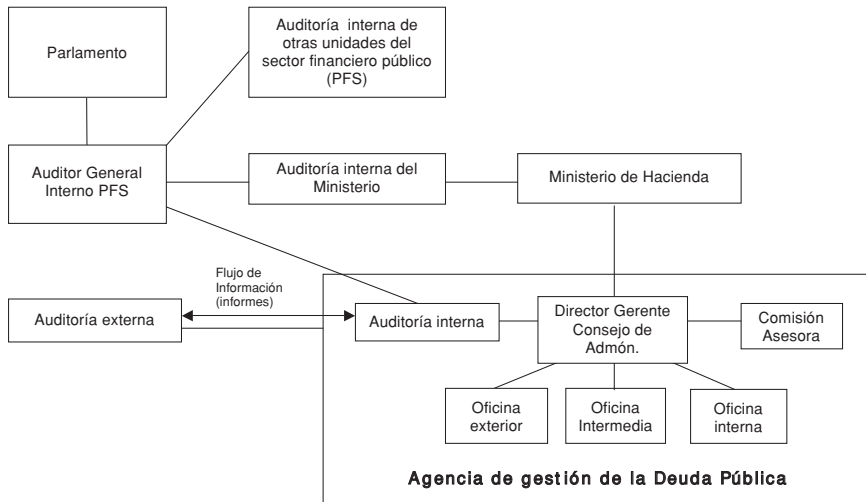 Parlamento
Auditoría interna de
otras unidades del
sector financiero público
(PFS)
Auditor General
Interno PFS
Auditoría interna del
Ministerio
Ministerio de Hacienda
Flujo de
Información
(informes)
Auditoría externa
Auditoría interna
Director Gerente
Consejo de
Admón.
Comisión
Asesora
Oficina
exterior
Oficina
Intermedia
Oficina
interna
Agencia de gestión de la Deuda Pública